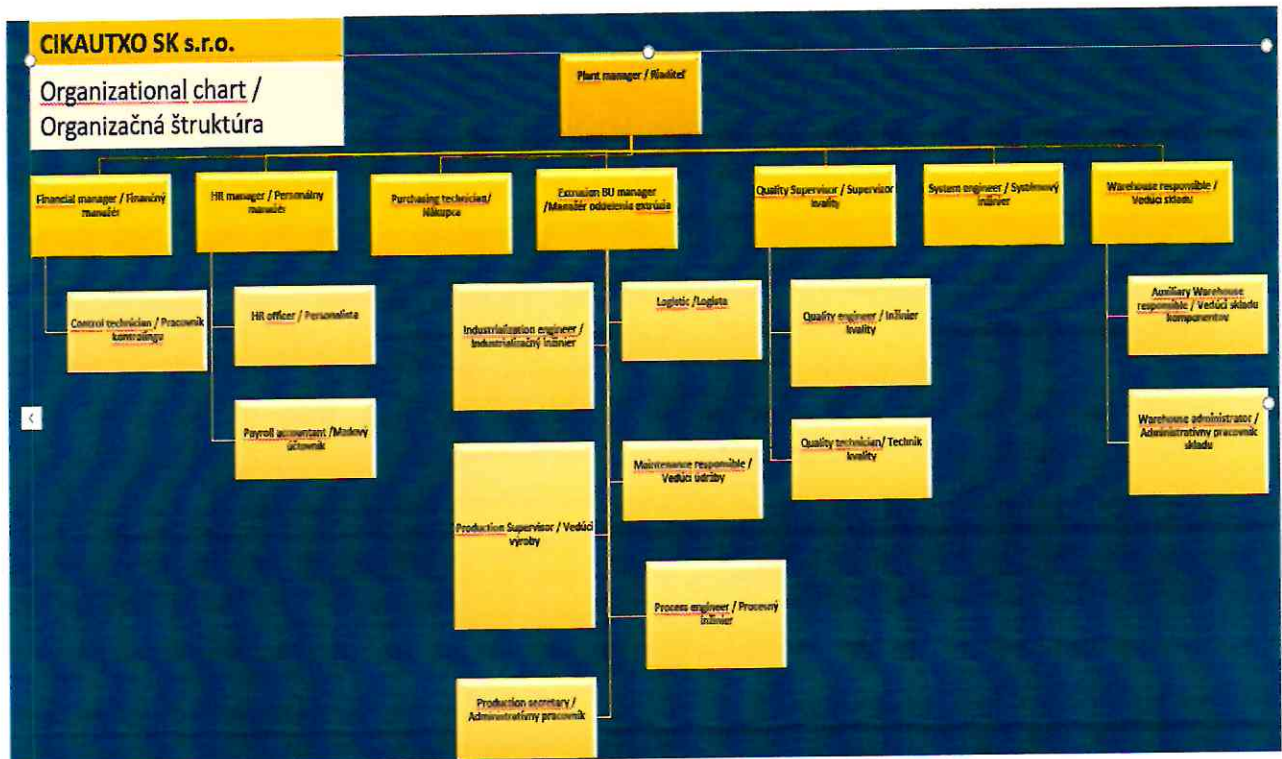 CIKAUTXO SK s.r.o.
Organizational chart /
Organizačná štruktúra
Plant manager / Riaditeľ
Financial manager / Finančný
manažér
HR manager / Personálny
manažér
Purchasing technician/
Nákupca
Extrusion BU manager
/Manažér oddelenia extrúzia
Quality Supervisor / Supervisor
kvality
System engineer / Systémový
inžinier
Warehouse responsible /
Vedúci skladu
Control technician / Pracovník
kontrolingu
HR officer / Personalista
Payroll accountant /Mzdový
účtovník
Industrialization engineer /
Industrializačný inžinier
Logistic /Logista
Production Supervisor / Vedúci
výroby
Maintenance responsible /
Vedúci údržby
Process engineer / Procesný
inžinier
Production secretary /
Administratívny pracovník
Quality engineer / Inžinier
kvality
Quality technician/ Technik
kvality
Auxiliary Warehouse
responsible / Vedúci skladu
komponentov
Warehouse administrator /
Administratívny pracovník
skladu